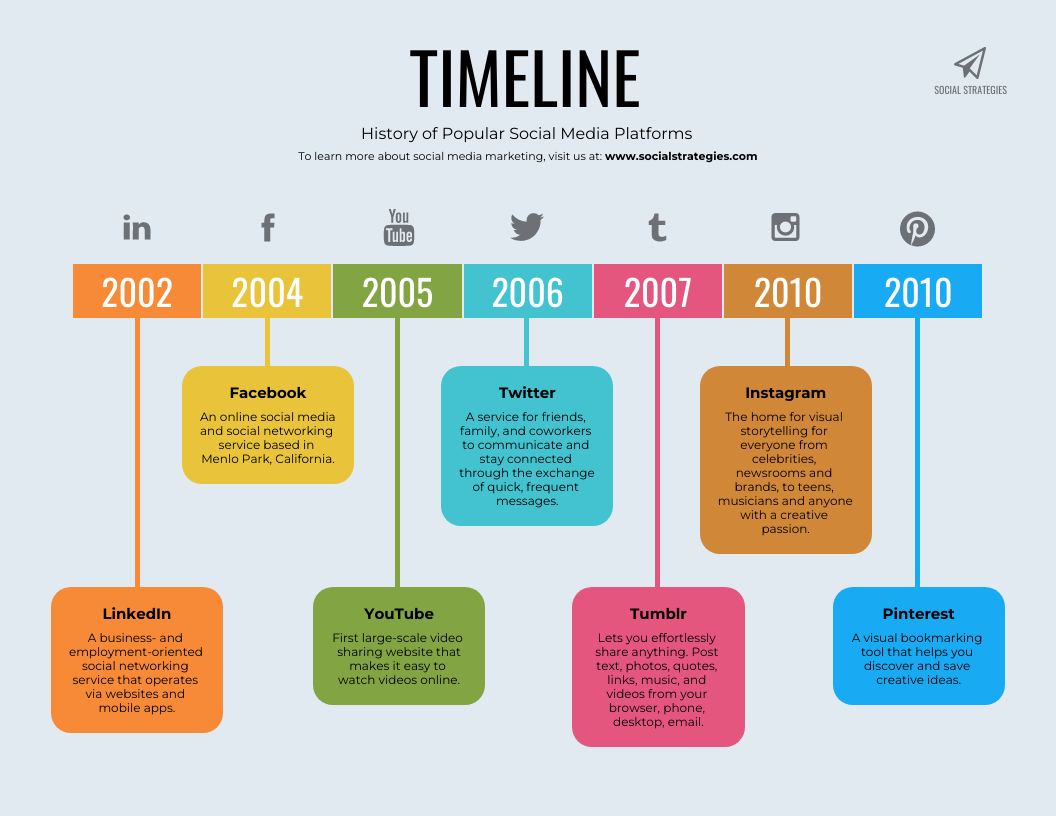 TIMELINE
SOCIAL STRATEGIES
History of Popular Social Media Platforms
To learn more about social media marketing, visit us at: www.socialstrategies.com
in
f
You
Tube
t
2002
2004
2005
2006
2007
2010
2010
Facebook
An online social media
and social networking
service based in
Menlo Park, California.
Twitter
A service for friends,
family, and coworkers
to communicate and
stay connected
through the exchange
of quick, frequent
messages.
Instagram
The home for visual
storytelling for
everyone from
celebrities,
newsrooms and
brands, to teens,
musicians and anyone
with a creative
passion.
LinkedIn
A business- and
employment-oriented
social networking
service that operates
via websites and
mobile apps.
YouTube
First large-scale video
sharing website that
makes it easy to
watch videos online.
Tumblr
Lets you effortlessly
share anything. Post
text, photos, quotes,
links, music, and
videos from your
browser, phone,
desktop, email.
Pinterest
A visual bookmarking
tool that helps you
discover and save
creative ideas.